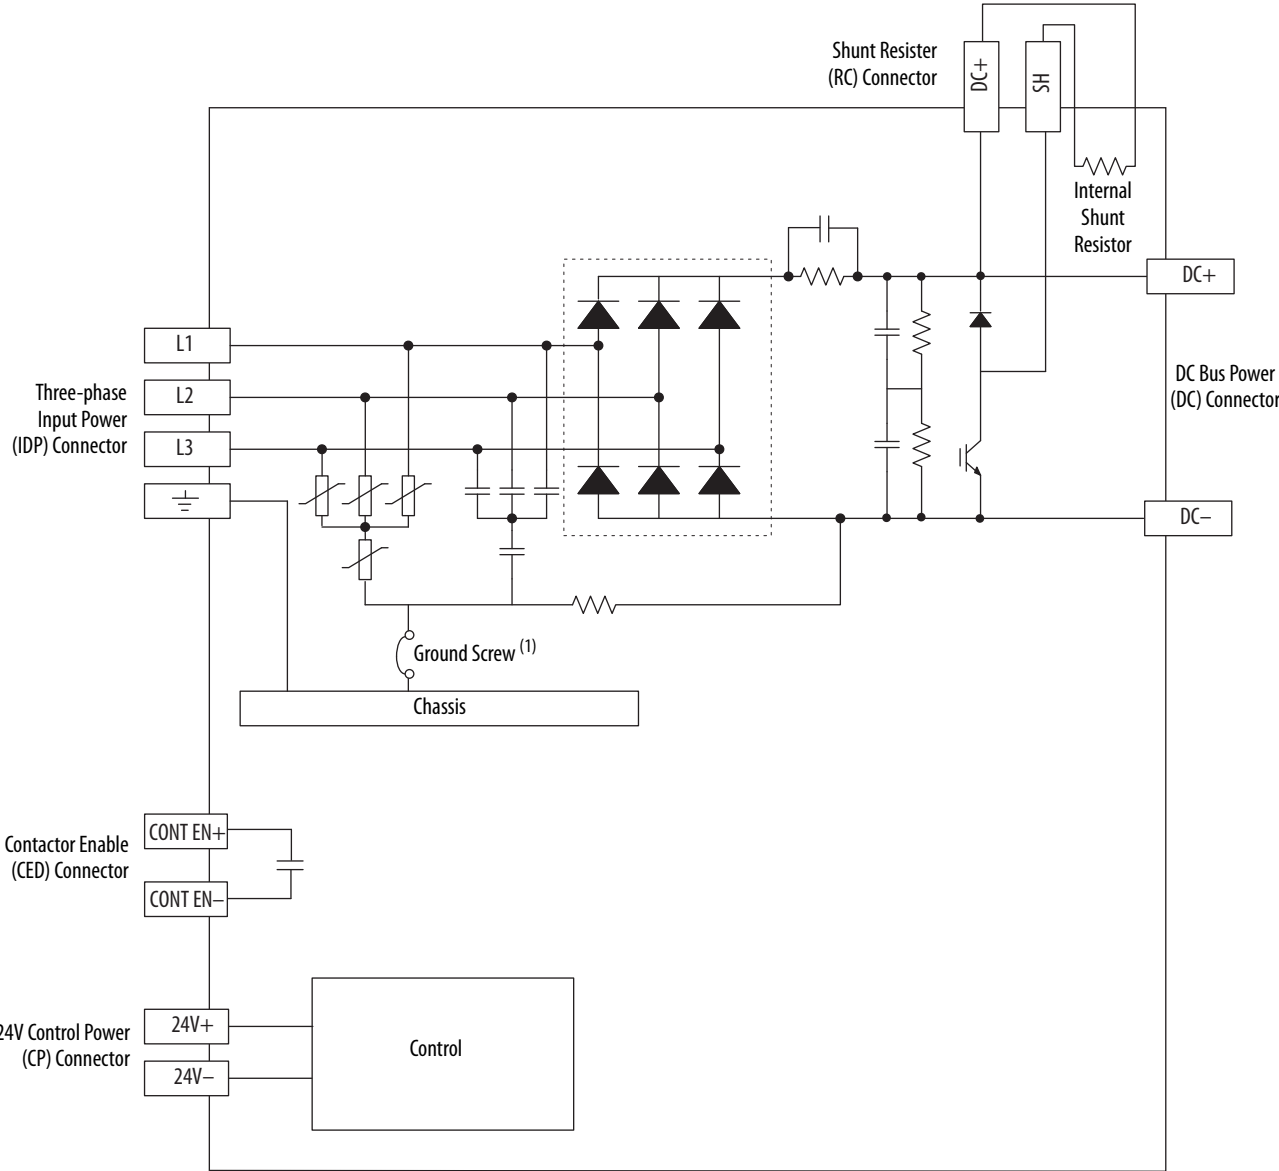 Shunt Resister
(RC) Connector
DC+
SH
Internal
Shunt
Resistor
DC+
L1
L2
L3
Three-phase
Input Power
(IDP) Connector
DC Bus Power
(DC) Connector
DC–
Ground Screw (1)
Chassis
CONT EN+
Contactor Enable
(CED) Connector
CONT EN–
24V+
24V Control Power
(CP) Connector
24V–
Control